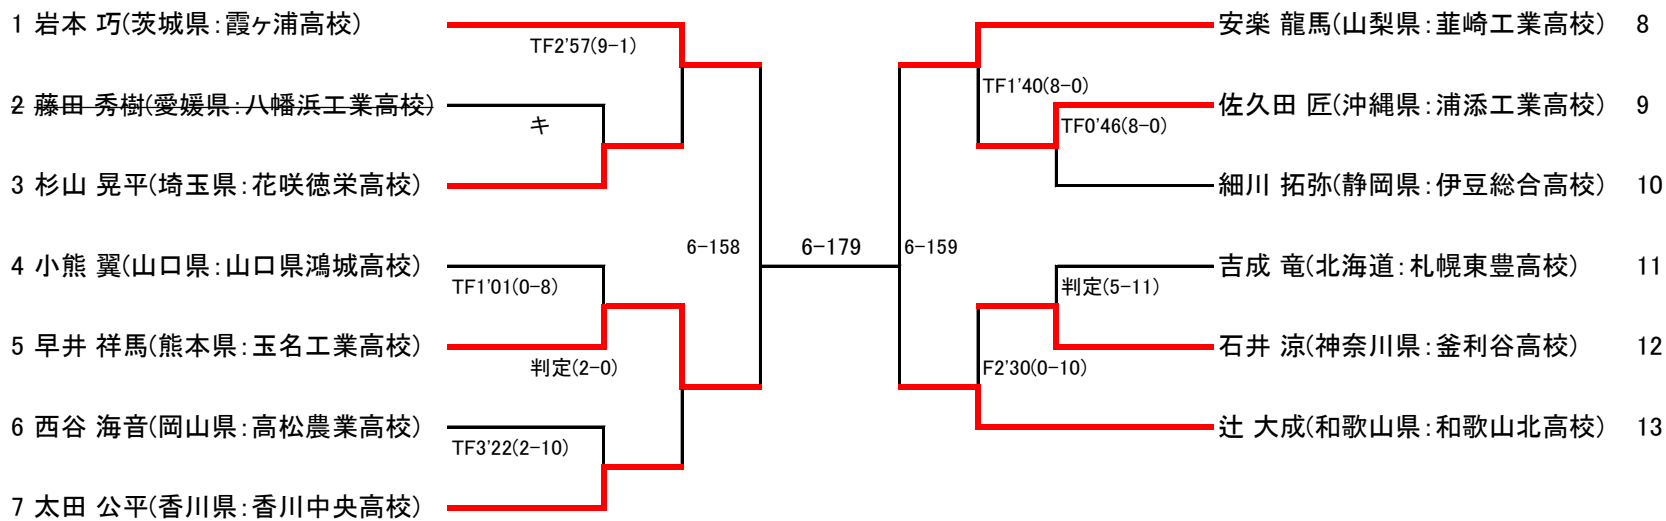 1 岩本 巧(茨城県:霞ヶ浦高校)
TF2'57(9-1)
2 藤田 秀樹(愛媛県:八幡浜工業高校)
キ
3 杉山 晃平(埼玉県:花咲徳栄高校)
6-158
4 小熊 翼(山口県:山口県鴻城高校)
TF1'01(0-8)
5 早井 祥馬(熊本県:玉名工業高校)
判定(2-0)
6 西谷 海音(岡山県:高松農業高校)
TF3'22(2-10)
7 太田 公平(香川県:香川中央高校)
6-179
安楽 龍馬(山梨県:韮崎工業高校) 8
TF1'40(8-0)
佐久田 匠(沖縄県:浦添工業高校) 9
TF0'46(8-0)
細川 拓弥(静岡県:伊豆総合高校) 10
6-159
吉成 竜(北海道:札幌東豊高校) 11
判定(5-11)
石井 涼(神奈川県:釜利谷高校) 12
F2'30(0-10)
辻 大成(和歌山県:和歌山北高校) 13